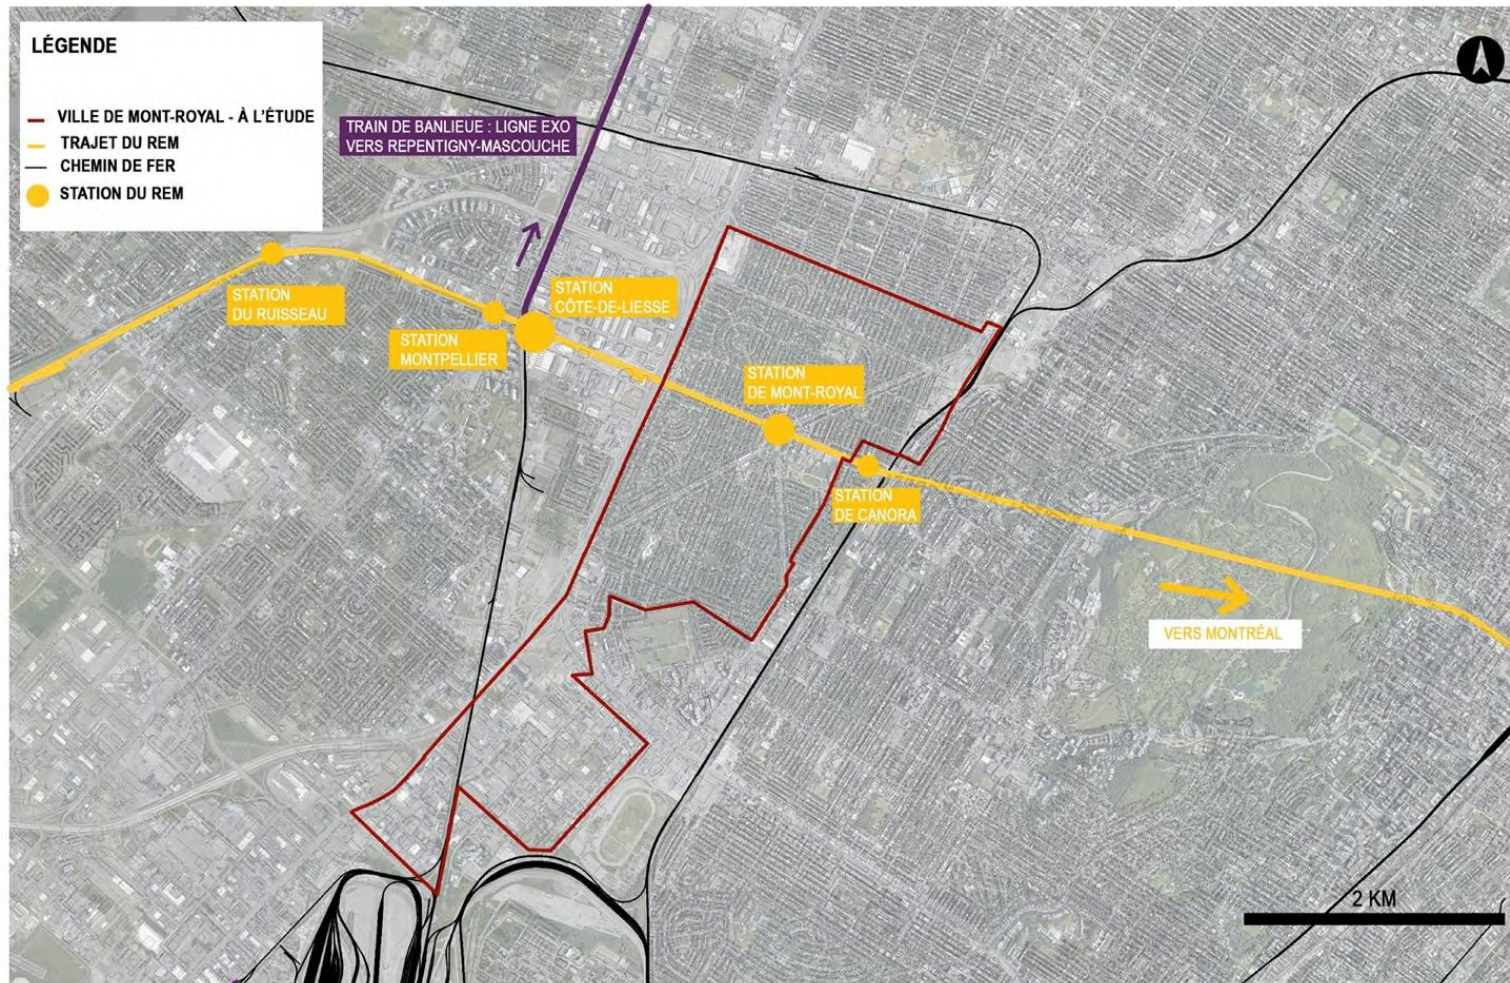 LÉGENDE
VILLE DE MONT-ROYAL - À L'ÉTUDE
TRAJET DU REM
CHEMIN DE FER
STATION DU REM
TRAIN DE BANLIEUE : LIGNE EXO
VERS REPENTIGNY-MASCOUCHE
STATION
DU RUISSEAU
STATION
CÔTE-DE-LIESSE
STATION
MONTPELLIER
STATION
DE MONT-ROYAL
STATION
DE CANORA
VERS MONTRÉAL
2 KM